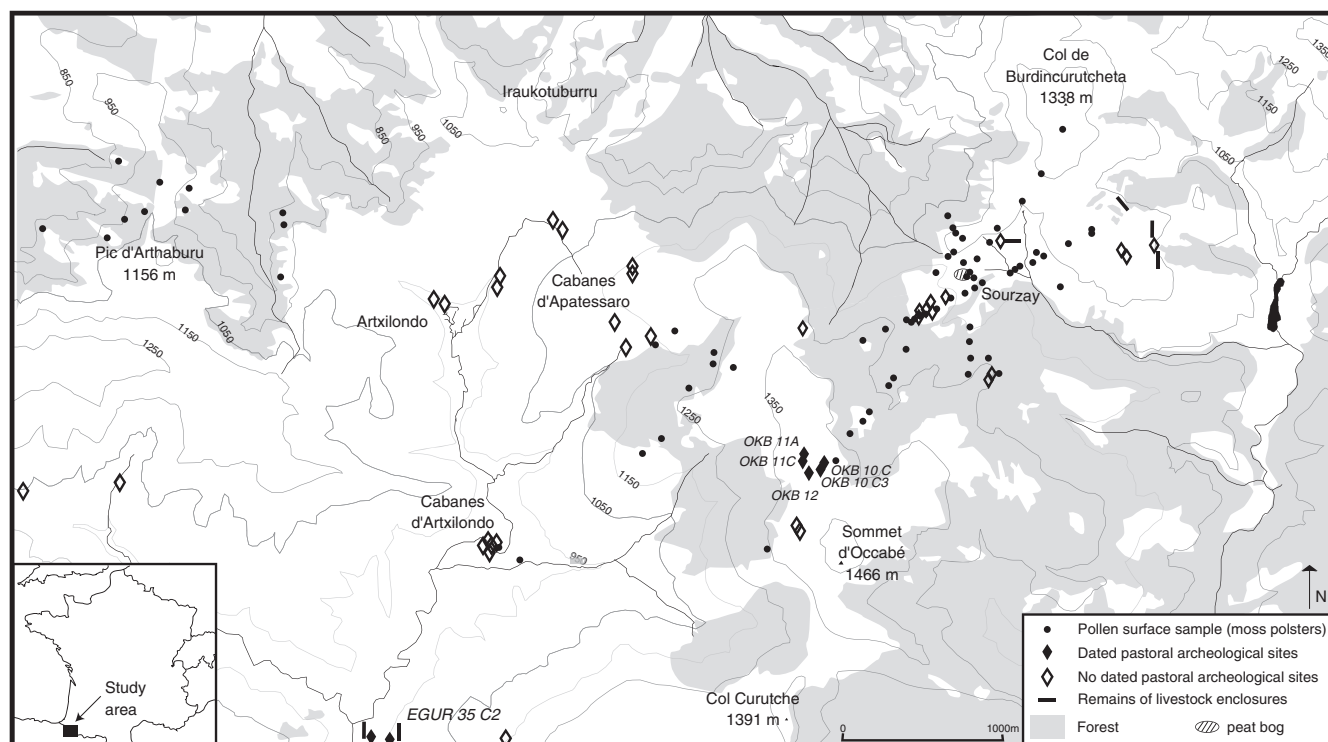 Col de
Burdincurutcheta
1338 m
1350
1250
1150
1050
850
950
Iraukotuburru
850
950
1050
Pic d'Arthaburu
1156 m
1050
1150
1250
Artxilondo
Cabanes
d'Apatessaro
Sourzay
1350
1250
1150
1050
OKB 11A
OKB 11C
OKB 10 C
OKB 10 C3
OKB 12
Cabanes
d'Artxilondo
950
Sommet
d'Occabé
1466 m
Col Curutche
1391 m
EGUR 35 C2
Study
area
0
1000m
N
Pollen surface sample (moss polsters)
Dated pastoral archeological sites
No dated pastoral archeological sites
Remains of livestock enclosures
Forest
peat bog